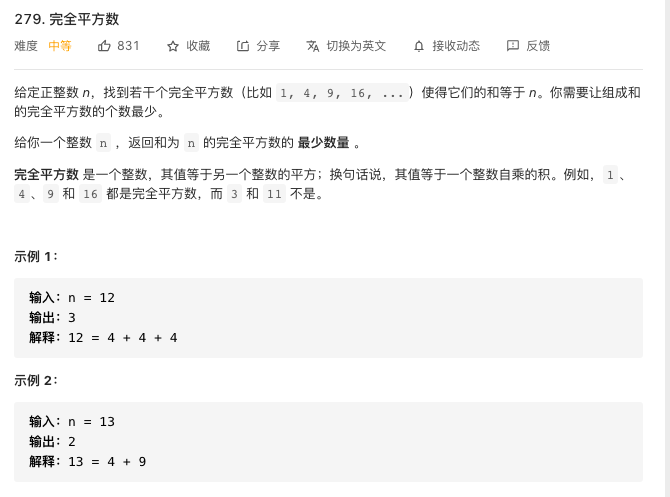 279. 完全平方数
难度 中等 831 收藏 分享 切换为英文 接收动态 反馈
给定正整数 n，找到若干个完全平方数（比如 1, 4, 9, 16, ...）使得它们的和等于 n。你需要让组成和
的完全平方数的个数最少。
给你一个整数 n ，返回和为 n 的完全平方数的 最少数量 。
完全平方数 是一个整数，其值等于另一个整数的平方；换句话说，其值等于一个整数自乘的积。例如，1、
4、9 和 16 都是完全平方数，而 3 和 11 不是。
示例 1：
输入：n = 12
输出：3
解释：12 = 4 + 4 + 4
示例 2：
输入：n = 13
输出：2
解释：13 = 4 + 9